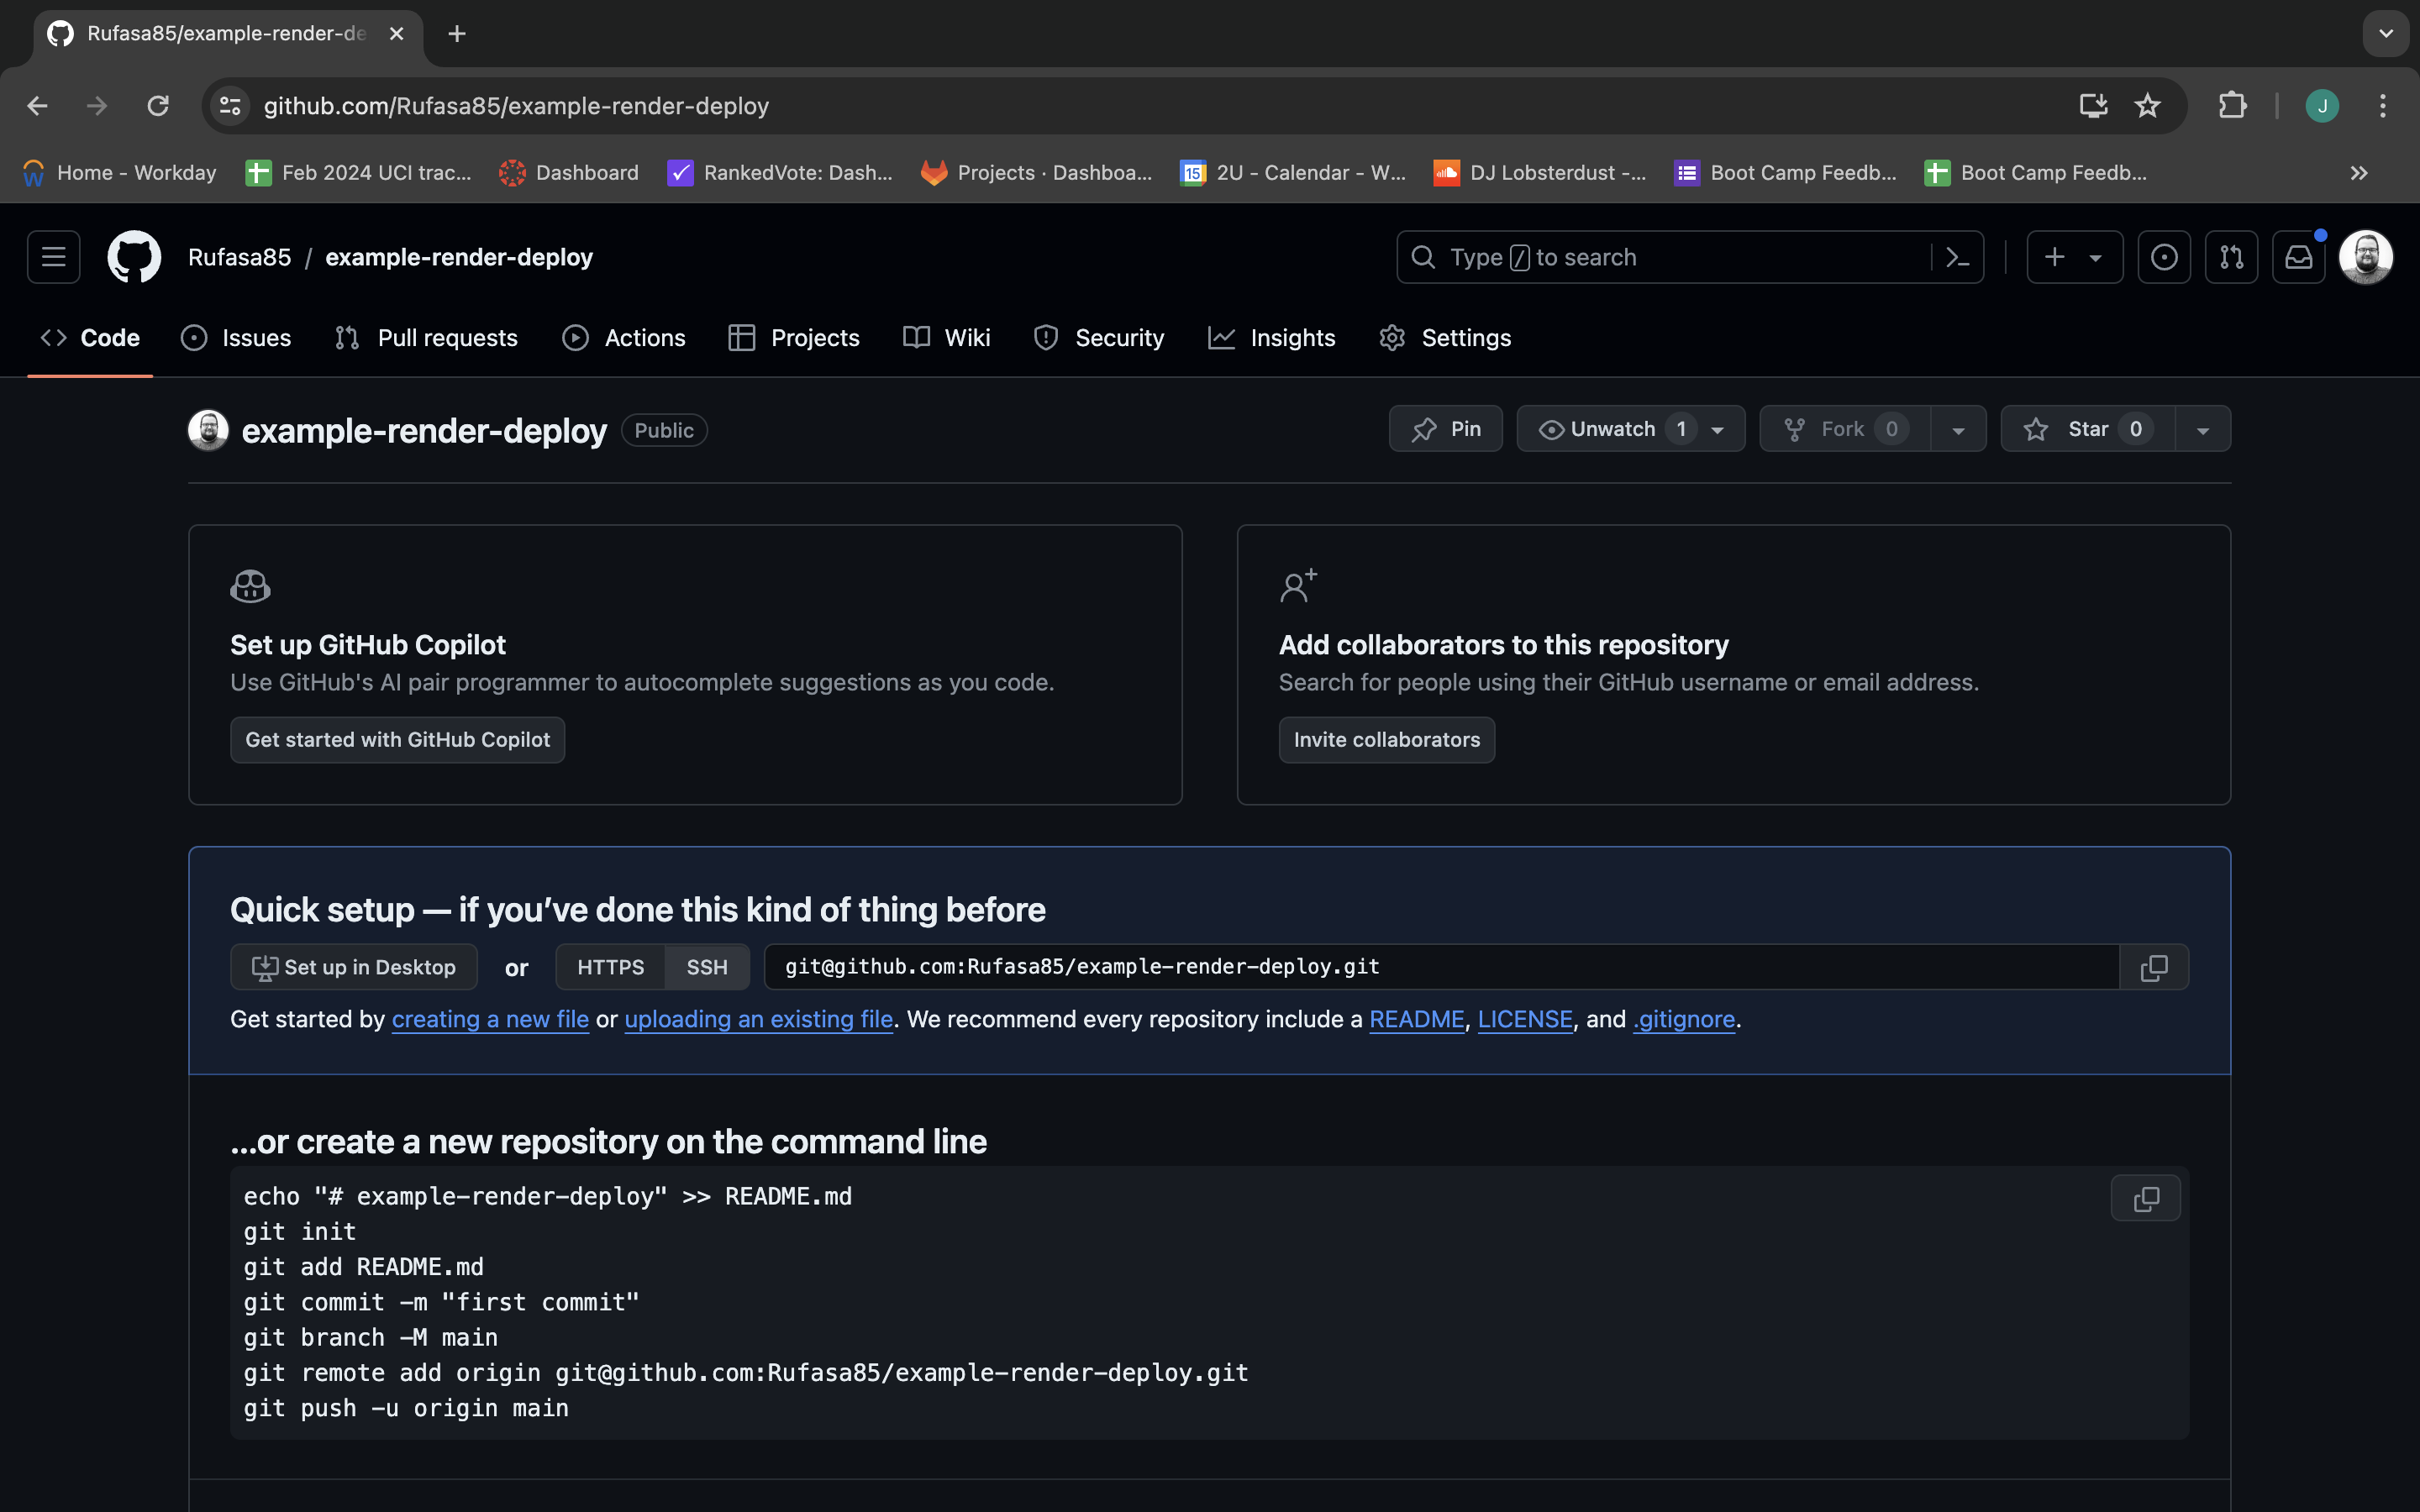 Rufasa85/example-render-de
github.com/Rufasa85/example-render-deploy
J
Home - Workday
Feb 2024 UCI trac...
Dashboard
RankedVote: Dash...
Projects · Dashboa...
15
2U - Calendar - W...
DJ Lobsterdust -...
Boot Camp Feedb...
Boot Camp Feedb...
Rufasa85 / example-render-deploy
Type / to search
Code
Issues
Pull requests
Actions
Projects
Wiki
Security
Insights
Settings
example-render-deploy
Public
Pin
Unwatch 1
Fork 0
Star 0
Set up GitHub Copilot
Use GitHub's AI pair programmer to autocomplete suggestions as you code.
Get started with GitHub Copilot
Add collaborators to this repository
Search for people using their GitHub username or email address.
Invite collaborators
Quick setup — if you’ve done this kind of thing before
Set up in Desktop or HTTPS SSH git@github.com:Rufasa85/example-render-deploy.git
Get started by creating a new file or uploading an existing file. We recommend every repository include a README, LICENSE, and .gitignore.
…or create a new repository on the command line
echo "# example-render-deploy" >> README.md
git init
git add README.md
git commit -m "first commit"
git branch -M main
git remote add origin git@github.com:Rufasa85/example-render-deploy.git
git push -u origin main